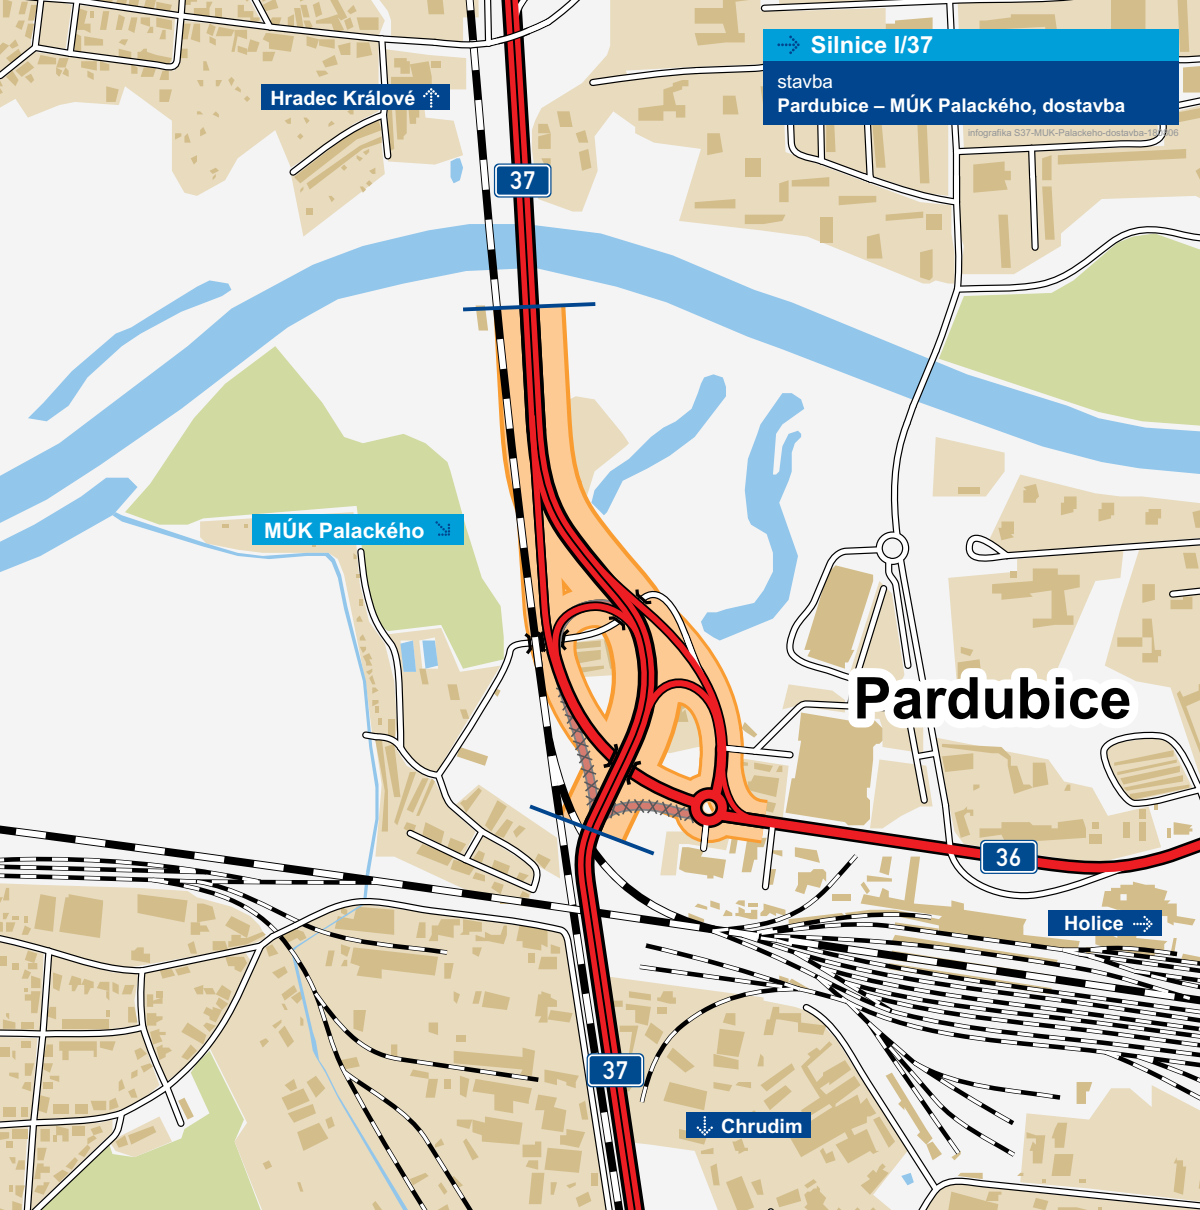 Silnice I/37
stavba
Pardubice – MÚK Palackého, dostavba
Hradec Králové
37
MÚK Palackého
Pardubice
36
Holice
37
Chrudim